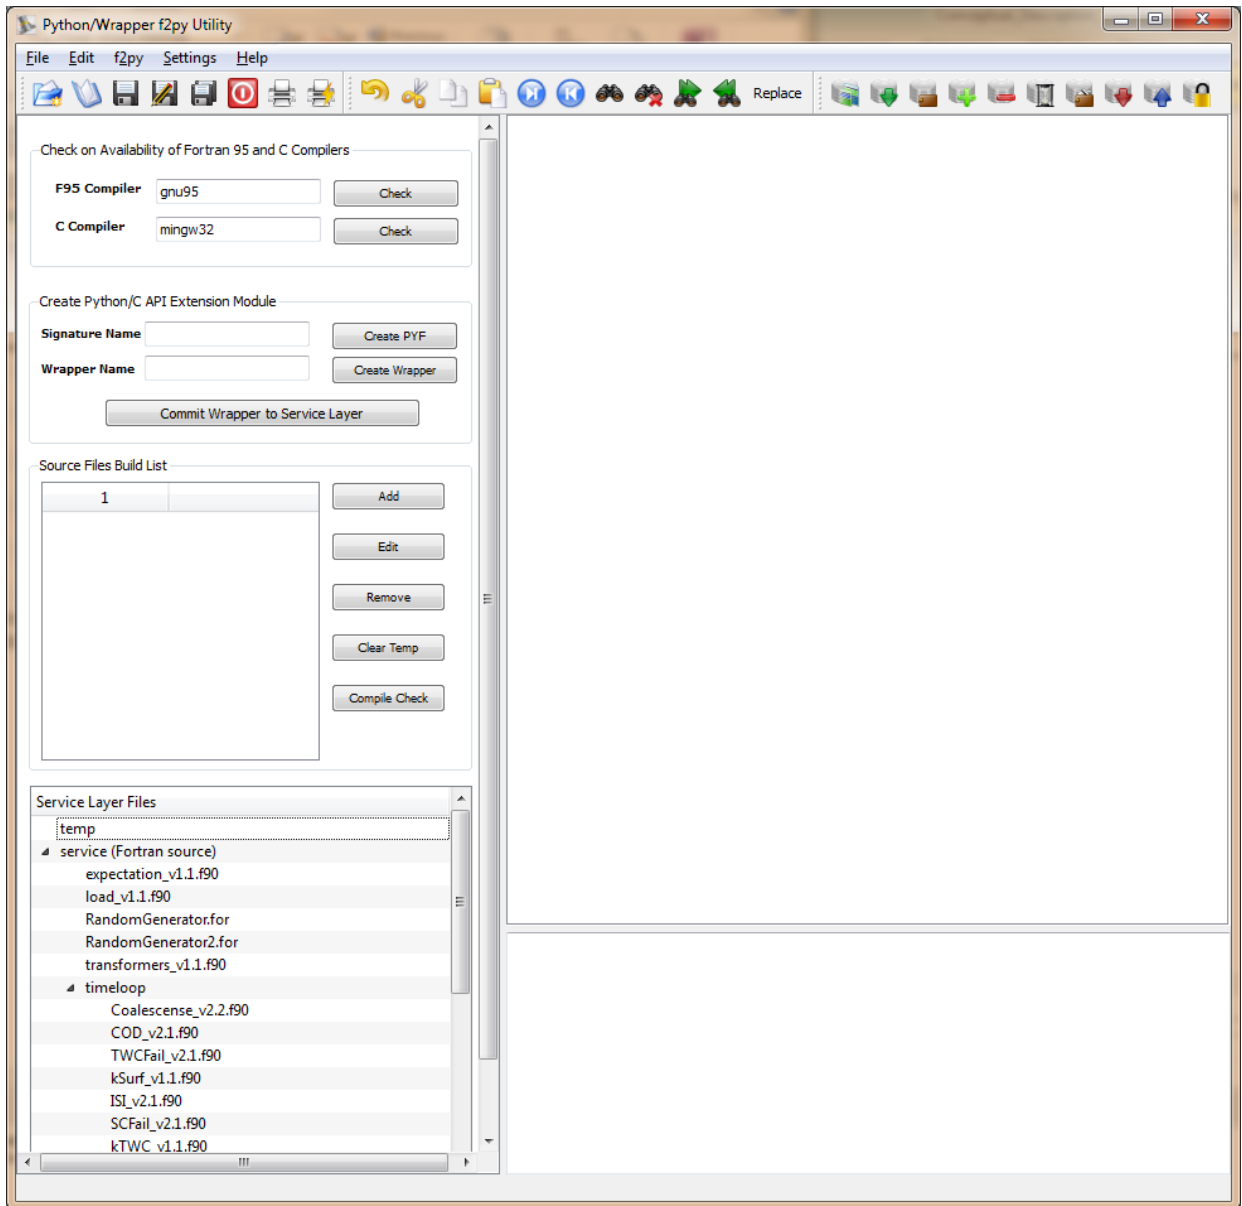 Python/Wrapper f2py Utility
File Edit f2py Settings Help
Replace
Check on Availability of Fortran 95 and C Compilers
F95 Compiler gnu95 Check
C Compiler mingw32 Check
Create Python/C API Extension Module
Signature Name Create PYF
Wrapper Name Create Wrapper
Commit Wrapper to Service Layer
Source Files Build List
1 Add
Edit
Remove
Clear Temp
Compile Check
Service Layer Files
temp
service (Fortran source)
expectation_v1.1.f90
load_v1.1.f90
RandomGenerator.for
RandomGenerator2.for
transformers_v1.1.f90
timeloop
Coalescense_v2.2.f90
COD_v2.1.f90
TWCFail_v2.1.f90
kSurf_v1.1.f90
ISI_v2.1.f90
SCFail_v2.1.f90
kTWC_v1.1.f90